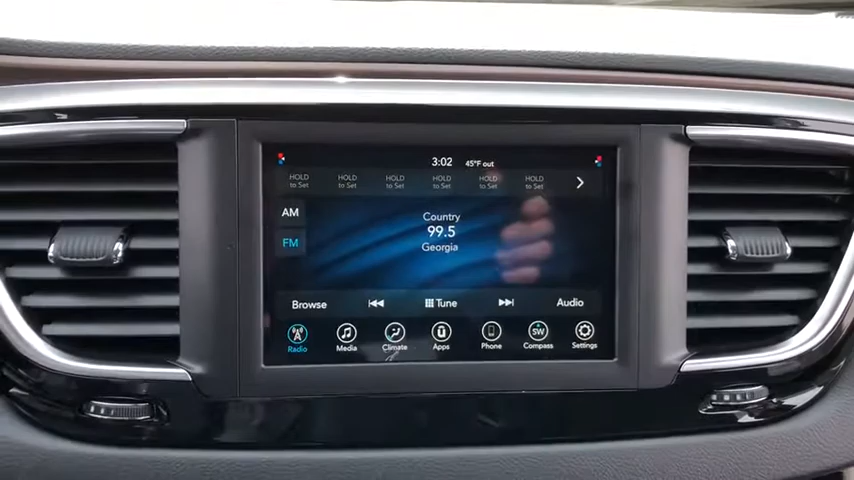 3:02 45°F out
HOLD to Set HOLD to Set HOLD to Set HOLD to Set HOLD to Set HOLD to Set
AM
FM
Country
99.5
Georgia
Browse Tune Audio
Radio Media Climate Apps Phone SW Compass Settings